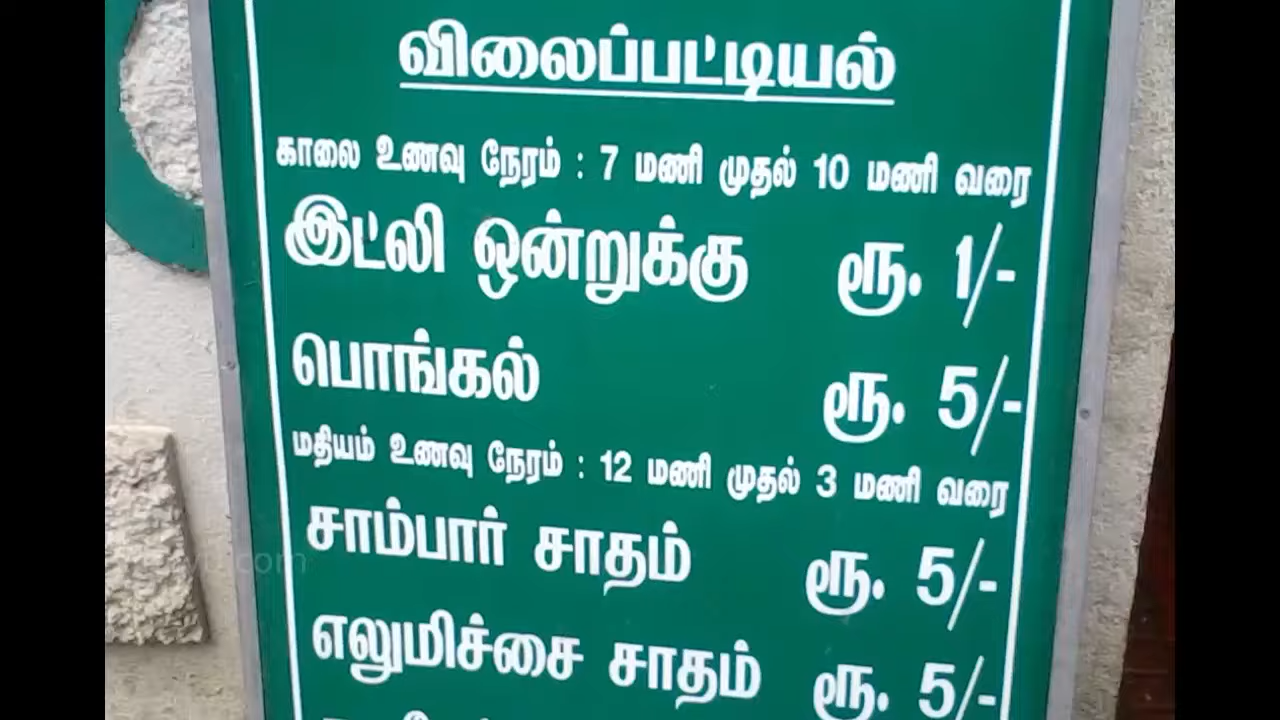 விலைப்பட்டியல்
காலை உணவு நேரம் : 7 மணி முதல் 10 மணி வரை
இட்லி ஒன்றுக்கு ரூ. 1/-
பொங்கல் ரூ. 5/-
மதியம் உணவு நேரம் : 12 மணி முதல் 3 மணி வரை
சாம்பார் சாதம் ரூ. 5/-
எலுமிச்சை சாதம் ரூ. 5/-